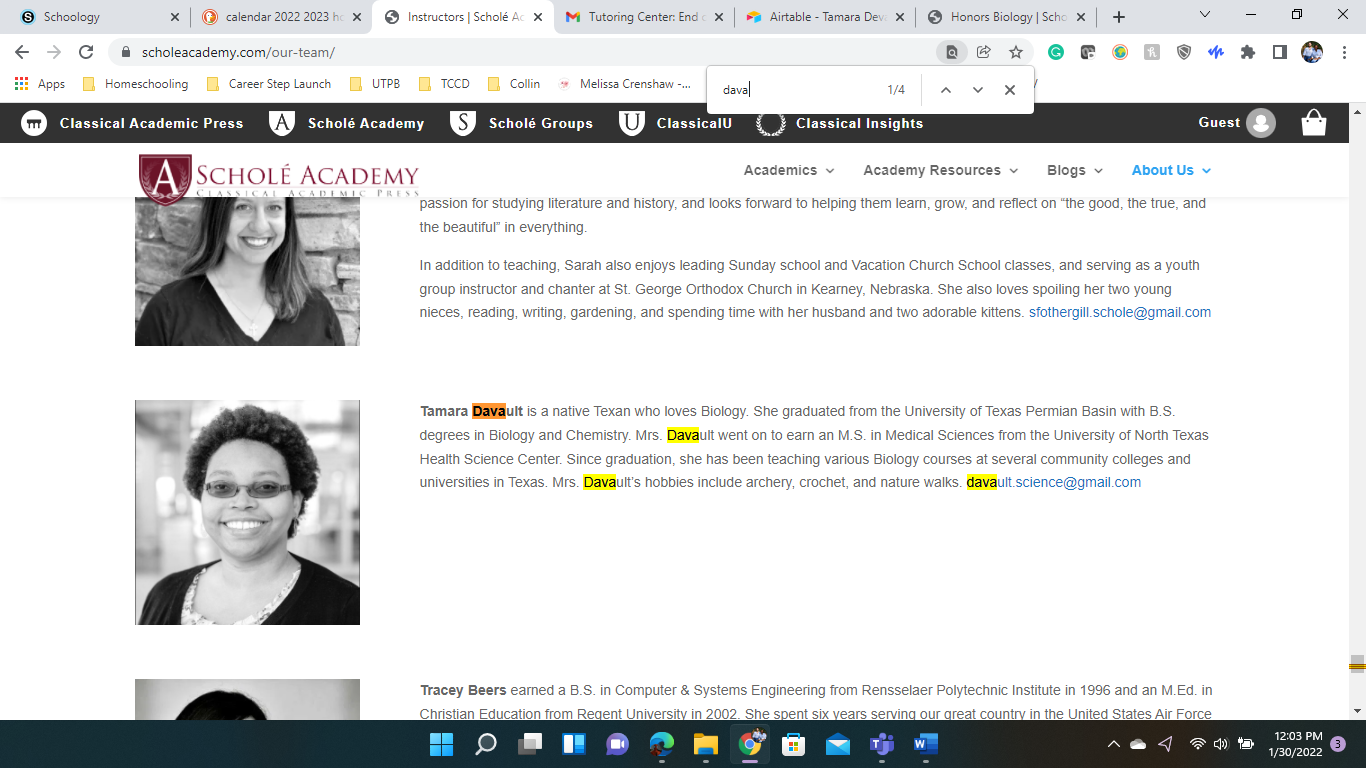 Schoology
calendar 2022 2023 ho
Instructors | Scholé Ac
Tutoring Center: End o
Airtable - Tamara Dava
Honors Biology | Scho
scholeacademy.com/our-team/
Apps
Homeschooling
Career Step Launch
UTPB
TCCD
Collin
Melissa Crenshaw -...
dava
1/4
Classical Academic Press
A
Scholé Academy
S
Scholé Groups
U
ClassicalU
Classical Insights
Guest
A
SCHOLÉ ACADEMY
CLASSICAL ACADEMIC PRESS
Academics
Academy Resources
Blogs
About Us
passion for studying literature and history, and looks forward to helping them learn, grow, and reflect on “the good, the true, and
the beautiful” in everything.
In addition to teaching, Sarah also enjoys leading Sunday school and Vacation Church School classes, and serving as a youth
group instructor and chanter at St. George Orthodox Church in Kearney, Nebraska. She also loves spoiling her two young
nieces, reading, writing, gardening, and spending time with her husband and two adorable kittens. sfothergill.schole@gmail.com
Tamara Davault is a native Texan who loves Biology. She graduated from the University of Texas Permian Basin with B.S.
degrees in Biology and Chemistry. Mrs. Davault went on to earn an M.S. in Medical Sciences from the University of North Texas
Health Science Center. Since graduation, she has been teaching various Biology courses at several community colleges and
universities in Texas. Mrs. Davault’s hobbies include archery, crochet, and nature walks. davault.science@gmail.com
Tracey Beers earned a B.S. in Computer & Systems Engineering from Rensselaer Polytechnic Institute in 1996 and an M.Ed. in
Christian Education from Regent University in 2002. She spent six years serving our great country in the United States Air Force
12:03 PM
1/30/2022
3